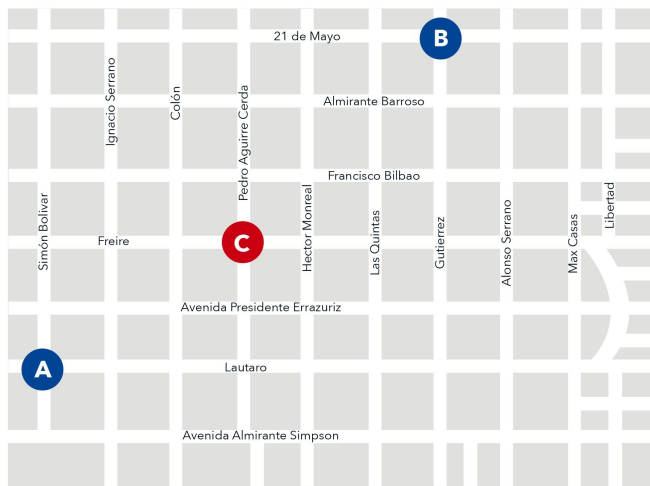 B
21 de Mayo
Ignacio Serrano
Colón
Pedro Aguirre Cerda
Almirante Barroso
Francisco Bilbao
Simón Bolivar
Freire
C
Hector Monreal
Las Quintas
Gutierrez
Alonso Serrano
Max Casas
Libertad
Avenida Presidente Errazuriz
A
Lautaro
Avenida Almirante Simpson